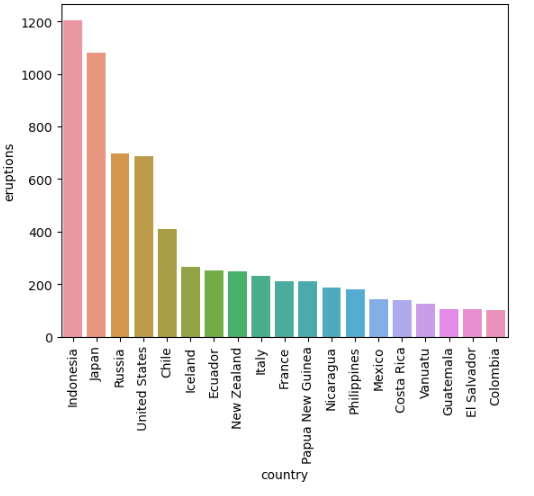 1200
1000
800
600
400
200
0
eruptions
Indonesia
Japan
Russia
United States
Chile
Iceland
Ecuador
New Zealand
Italy
France
Papua New Guinea
Nicaragua
Philippines
Mexico
Costa Rica
Vanuatu
Guatemala
El Salvador
Colombia
country